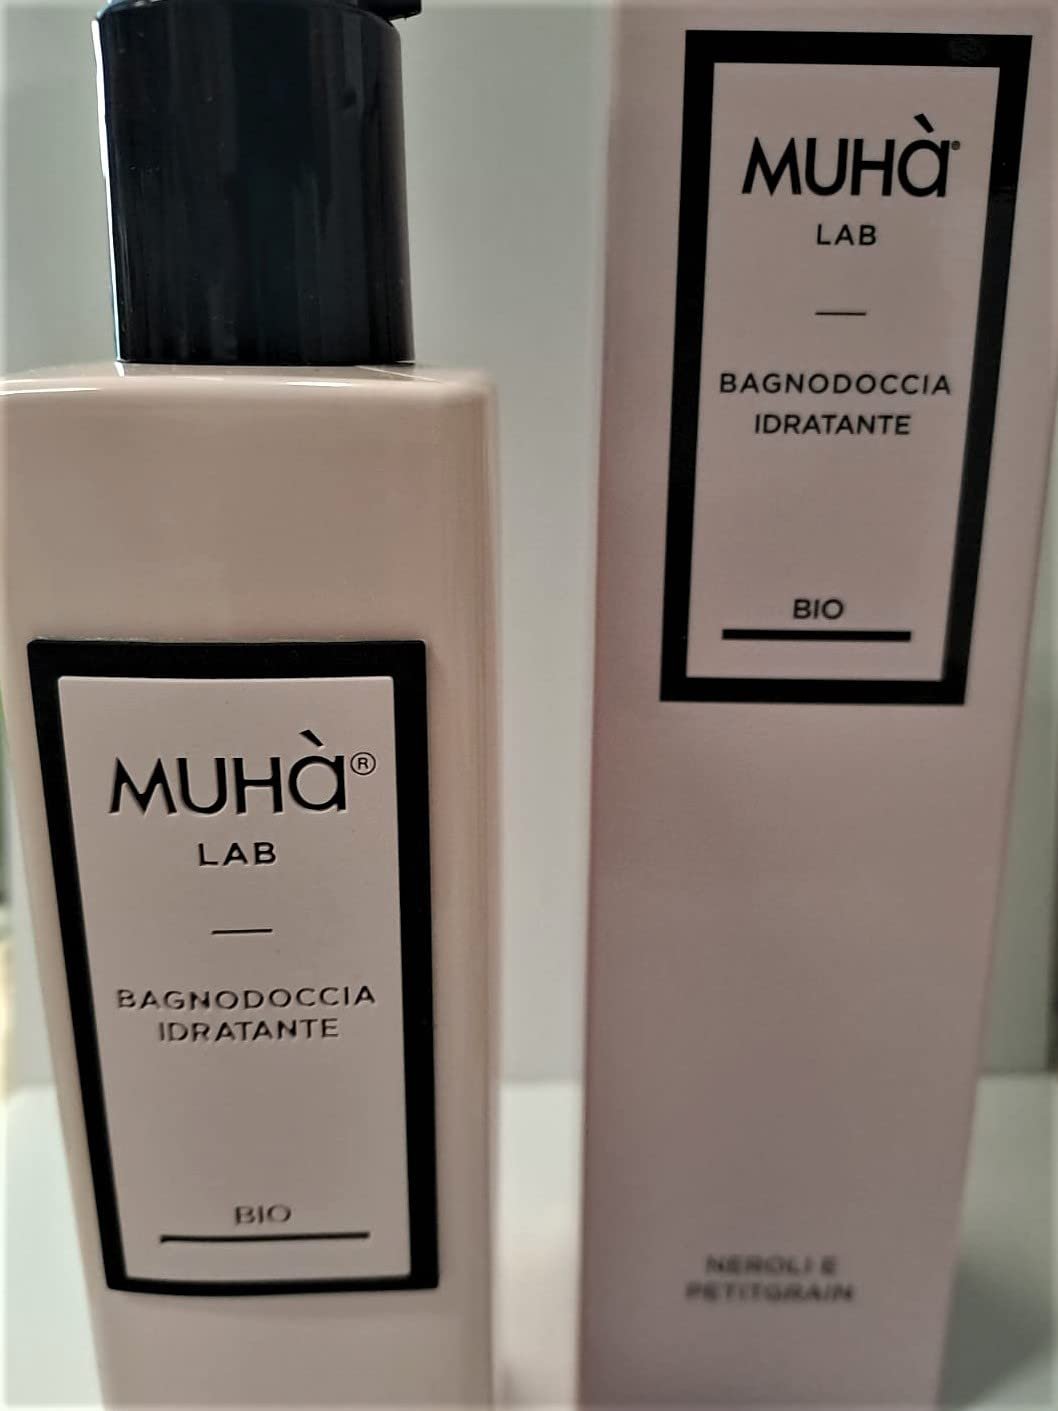 MUHà®
LAB
BAGNODOCCIA
IDRATANTE
BIO
MUHà®
LAB
BAGNODOCCIA
IDRATANTE
BIO
NEROLI E
PETITGRAIN